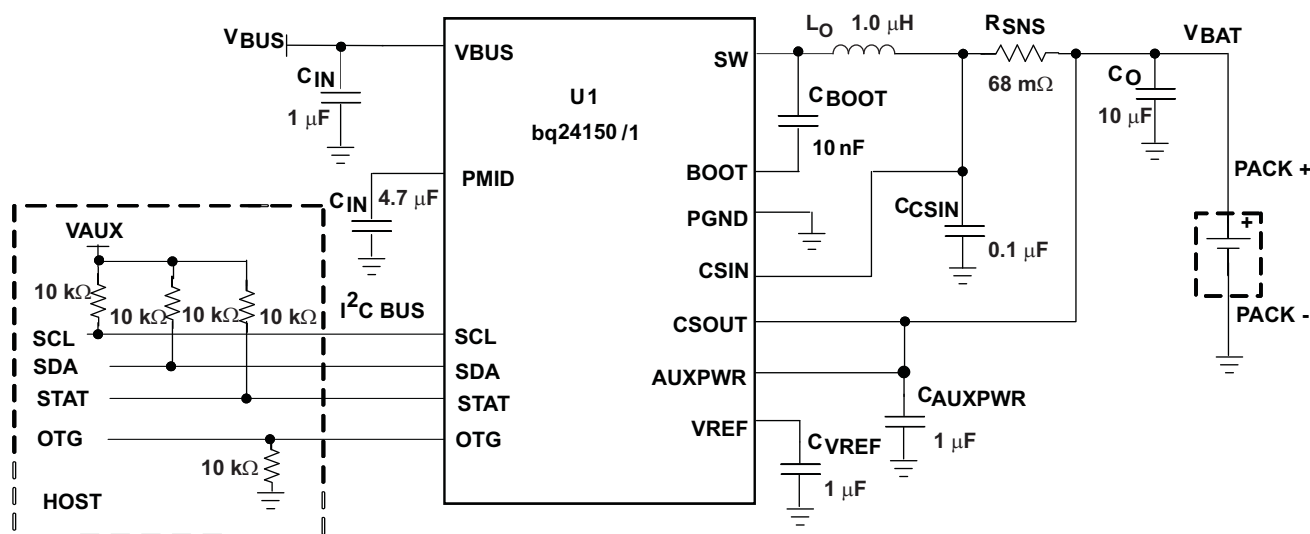 VBUS
CIN
1 μF
VBUS
U1
bq24150/1
SW
LO 1.0 μH
RSNS
68 mΩ
VBAT
CO
10 μF
CBOOT
10 nF
BOOT
PMID
CIN
4.7 μF
PGND
CCSIN
0.1 μF
PACK +
+
PACK -
CSIN
CSOUT
AUXPWR
CAUXPWR
1 μF
VREF
CVREF
1 μF
VAUX
10 kΩ
10 kΩ
10 kΩ
I2C BUS
SCL
SCL
SDA
SDA
STAT
STAT
OTG
OTG
10 kΩ
HOST